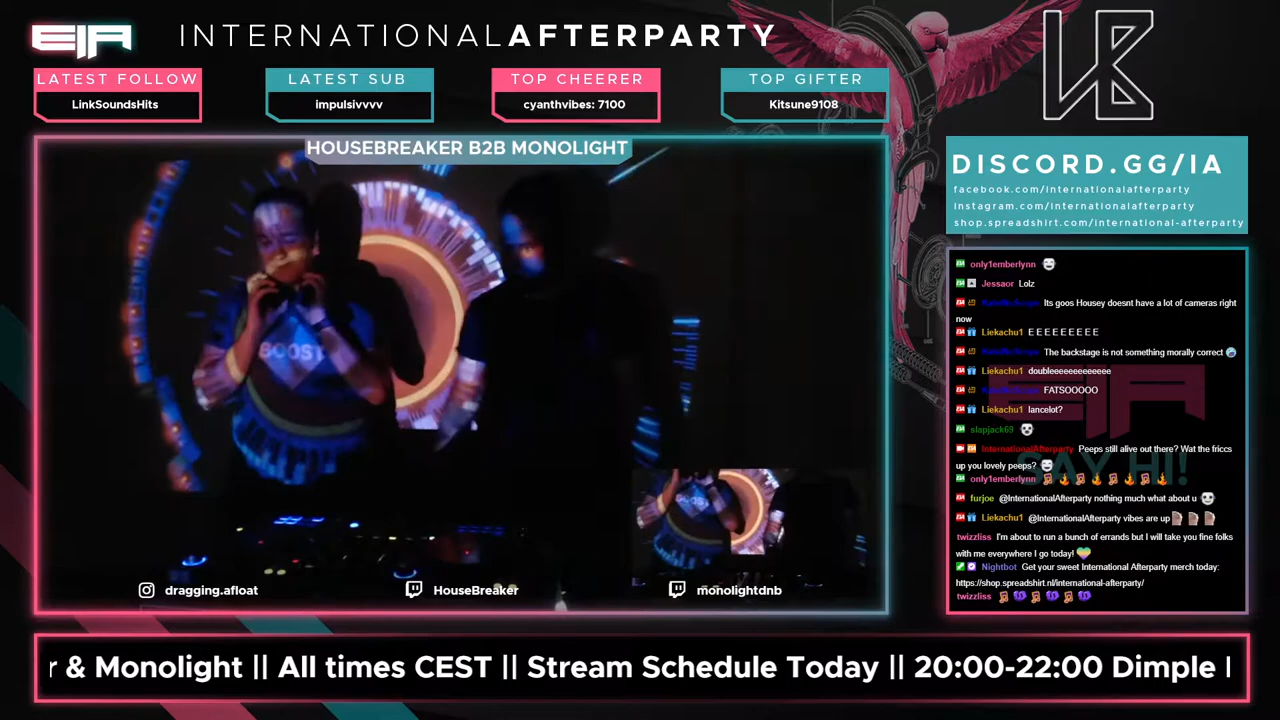 EIA
INTERNATIONALAFTERPARTY
LATEST FOLLOW
LinkSoundsHits
LATEST SUB
impulsivvvv
TOP CHEERER
cyanthvibes: 7100
TOP GIFTER
Kitsune9108
HOUSEBREAKER B2B MONOLIGHT
BOOST
dragging.afloat
HouseBreaker
monolightdnb
DISCORD.GG/IA
facebook.com/internationalafterparty
instagram.com/internationalafterparty
shop.spreadshirt.com/international-afterparty
only1emberlynn
Jessaor Lolz
Its goos Housey doesnt have a lot of cameras right
now
Liekachu1 E E E E E E E E E
The backstage is not something morally correct
Liekachu1 doubleeeeeeeeeeeee
FATSOOOOO
Liekachu1 lancelot?
slapjack69
InternationalAfterparty Peeps still alive out there? Wat the friccs
up you lovely peeps?
only1emberlynn
furjoe @InternationalAfterparty nothing much what about u
Liekachu1 @InternationalAfterparty vibes are up
twizzliss I'm about to run a bunch of errands but I will take you fine folks
with me everywhere I go today!
Nightbot Get your sweet International Afterparty merch today:
https://shop.spreadshirt.nl/international-afterparty/
twizzliss
EIA
SAY HI!
r & Monolight || All times CEST || Stream Schedule Today || 20:00-22:00 Dimple